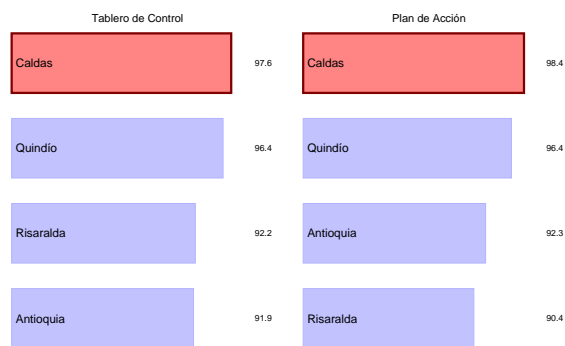 Tablero de Control
Caldas 97.6
Quindío 96.4
Risaralda 92.2
Antioquia 91.9
Plan de Acción
Caldas 98.4
Quindío 96.4
Antioquia 92.3
Risaralda 90.4